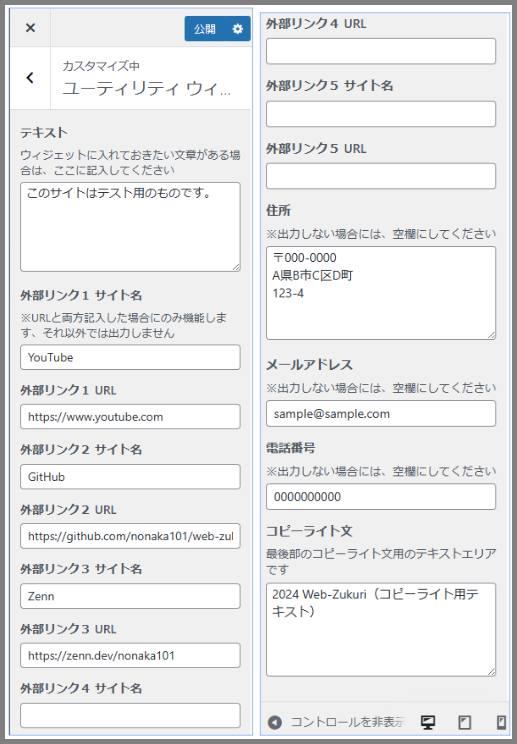 公開
カスタマイズ中
ユーティリティ ウィ...
テキスト
ウィジェットに入れておきたい文章がある場
合は、ここに記入してください
このサイトはテスト用のものです。
外部リンク１ サイト名
※URLと両方記入した場合にのみ機能しま
す、それ以外では出力しません
YouTube
外部リンク１ URL
https://www.youtube.com
外部リンク２ サイト名
GitHub
外部リンク２ URL
https://github.com/nonaka101/web-zul
外部リンク３ サイト名
Zenn
外部リンク３ URL
https://zenn.dev/nonaka101
外部リンク４ サイト名
外部リンク４ URL
外部リンク５ サイト名
外部リンク５ URL
住所
※出力しない場合には、空欄にしてください
〒000-0000
A県B市C区D町
123-4
メールアドレス
※出力しない場合には、空欄にしてください
sample@sample.com
電話番号
※出力しない場合には、空欄にしてください
0000000000
コピーライト文
最後部のコピーライト文用のテキストエリア
です
2024 Web-Zukuri（コピーライト用テ
キスト）
コントロールを非表示